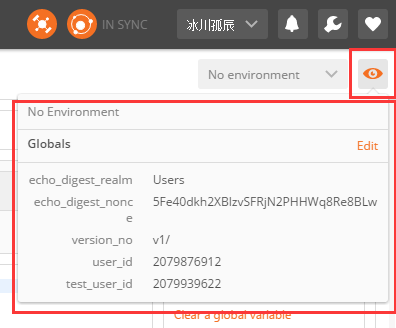 IN SYNC
冰川孤辰
No environment
No Environment
Globals
Edit
echo_digest_realm Users
echo_digest_nonc 5Fe40dkh2XBlzvSFRjN2PHHWq8Re8BLw
e
version_no v1/
user_id 2079876912
test_user_id 2079939622
Clear a global variable